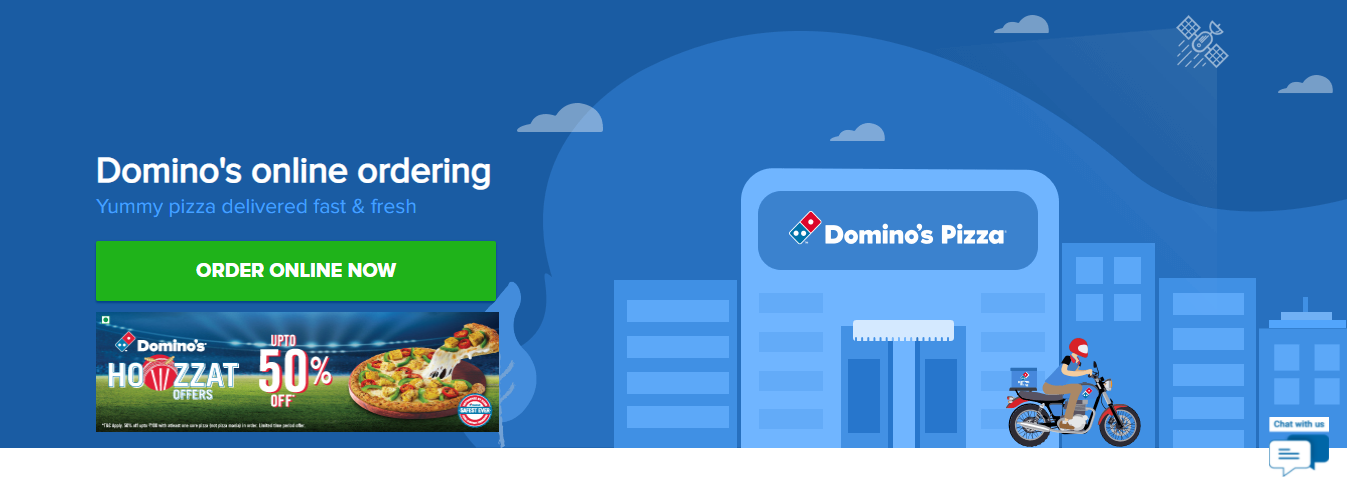 Domino's online ordering
Yummy pizza delivered fast & fresh
ORDER ONLINE NOW
Domino's
HOWZZAT
OFFERS
UPTO
50%
OFF*
SAFEST EVER
Domino's Pizza
Chat with us